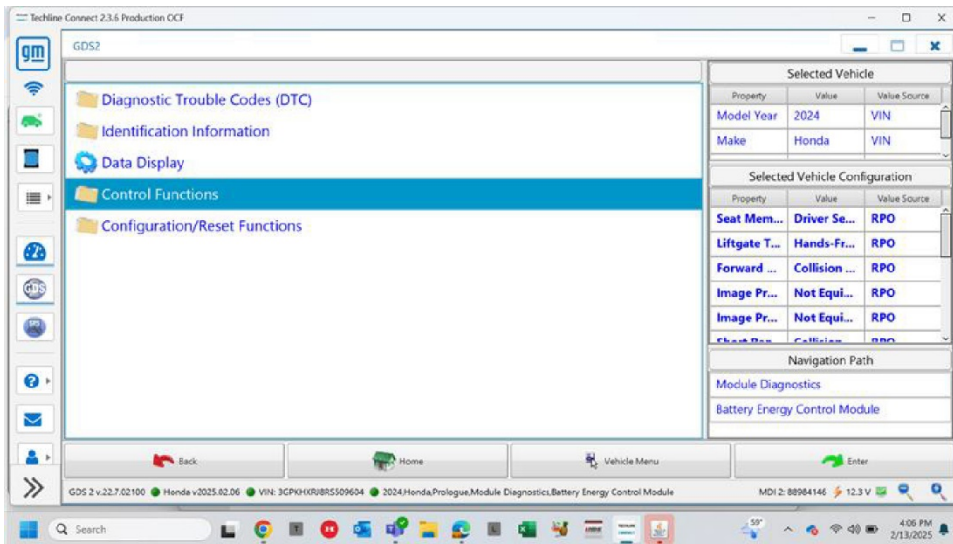 Techline Connect 2.3.6 Production OCF
gm
GDS2
Diagnostic Trouble Codes (DTC)
Identification Information
Data Display
Control Functions
Configuration/Reset Functions
Selected Vehicle
Property Value Value Source
Model Year 2024 VIN
Make Honda VIN
Selected Vehicle Configuration
Property Value Value Source
Seat Mem... Driver Se... RPO
Liftgate T... Hands-Fr... RPO
Forward ... Collision ... RPO
Image Pr... Not Equi... RPO
Image Pr... Not Equi... RPO
Navigation Path
Module Diagnostics
Battery Energy Control Module
Back Home Vehicle Menu Enter
GDS 2 v.22.7.02100 Honda v2025.02.06 VIN: 3GPKHXRJ8RS509604 2024,Honda,Prologue,Module Diagnostics,Battery Energy Control Module MDI 2: 88984146 12.3 V
Search 59° 4:06 PM
2/13/2025